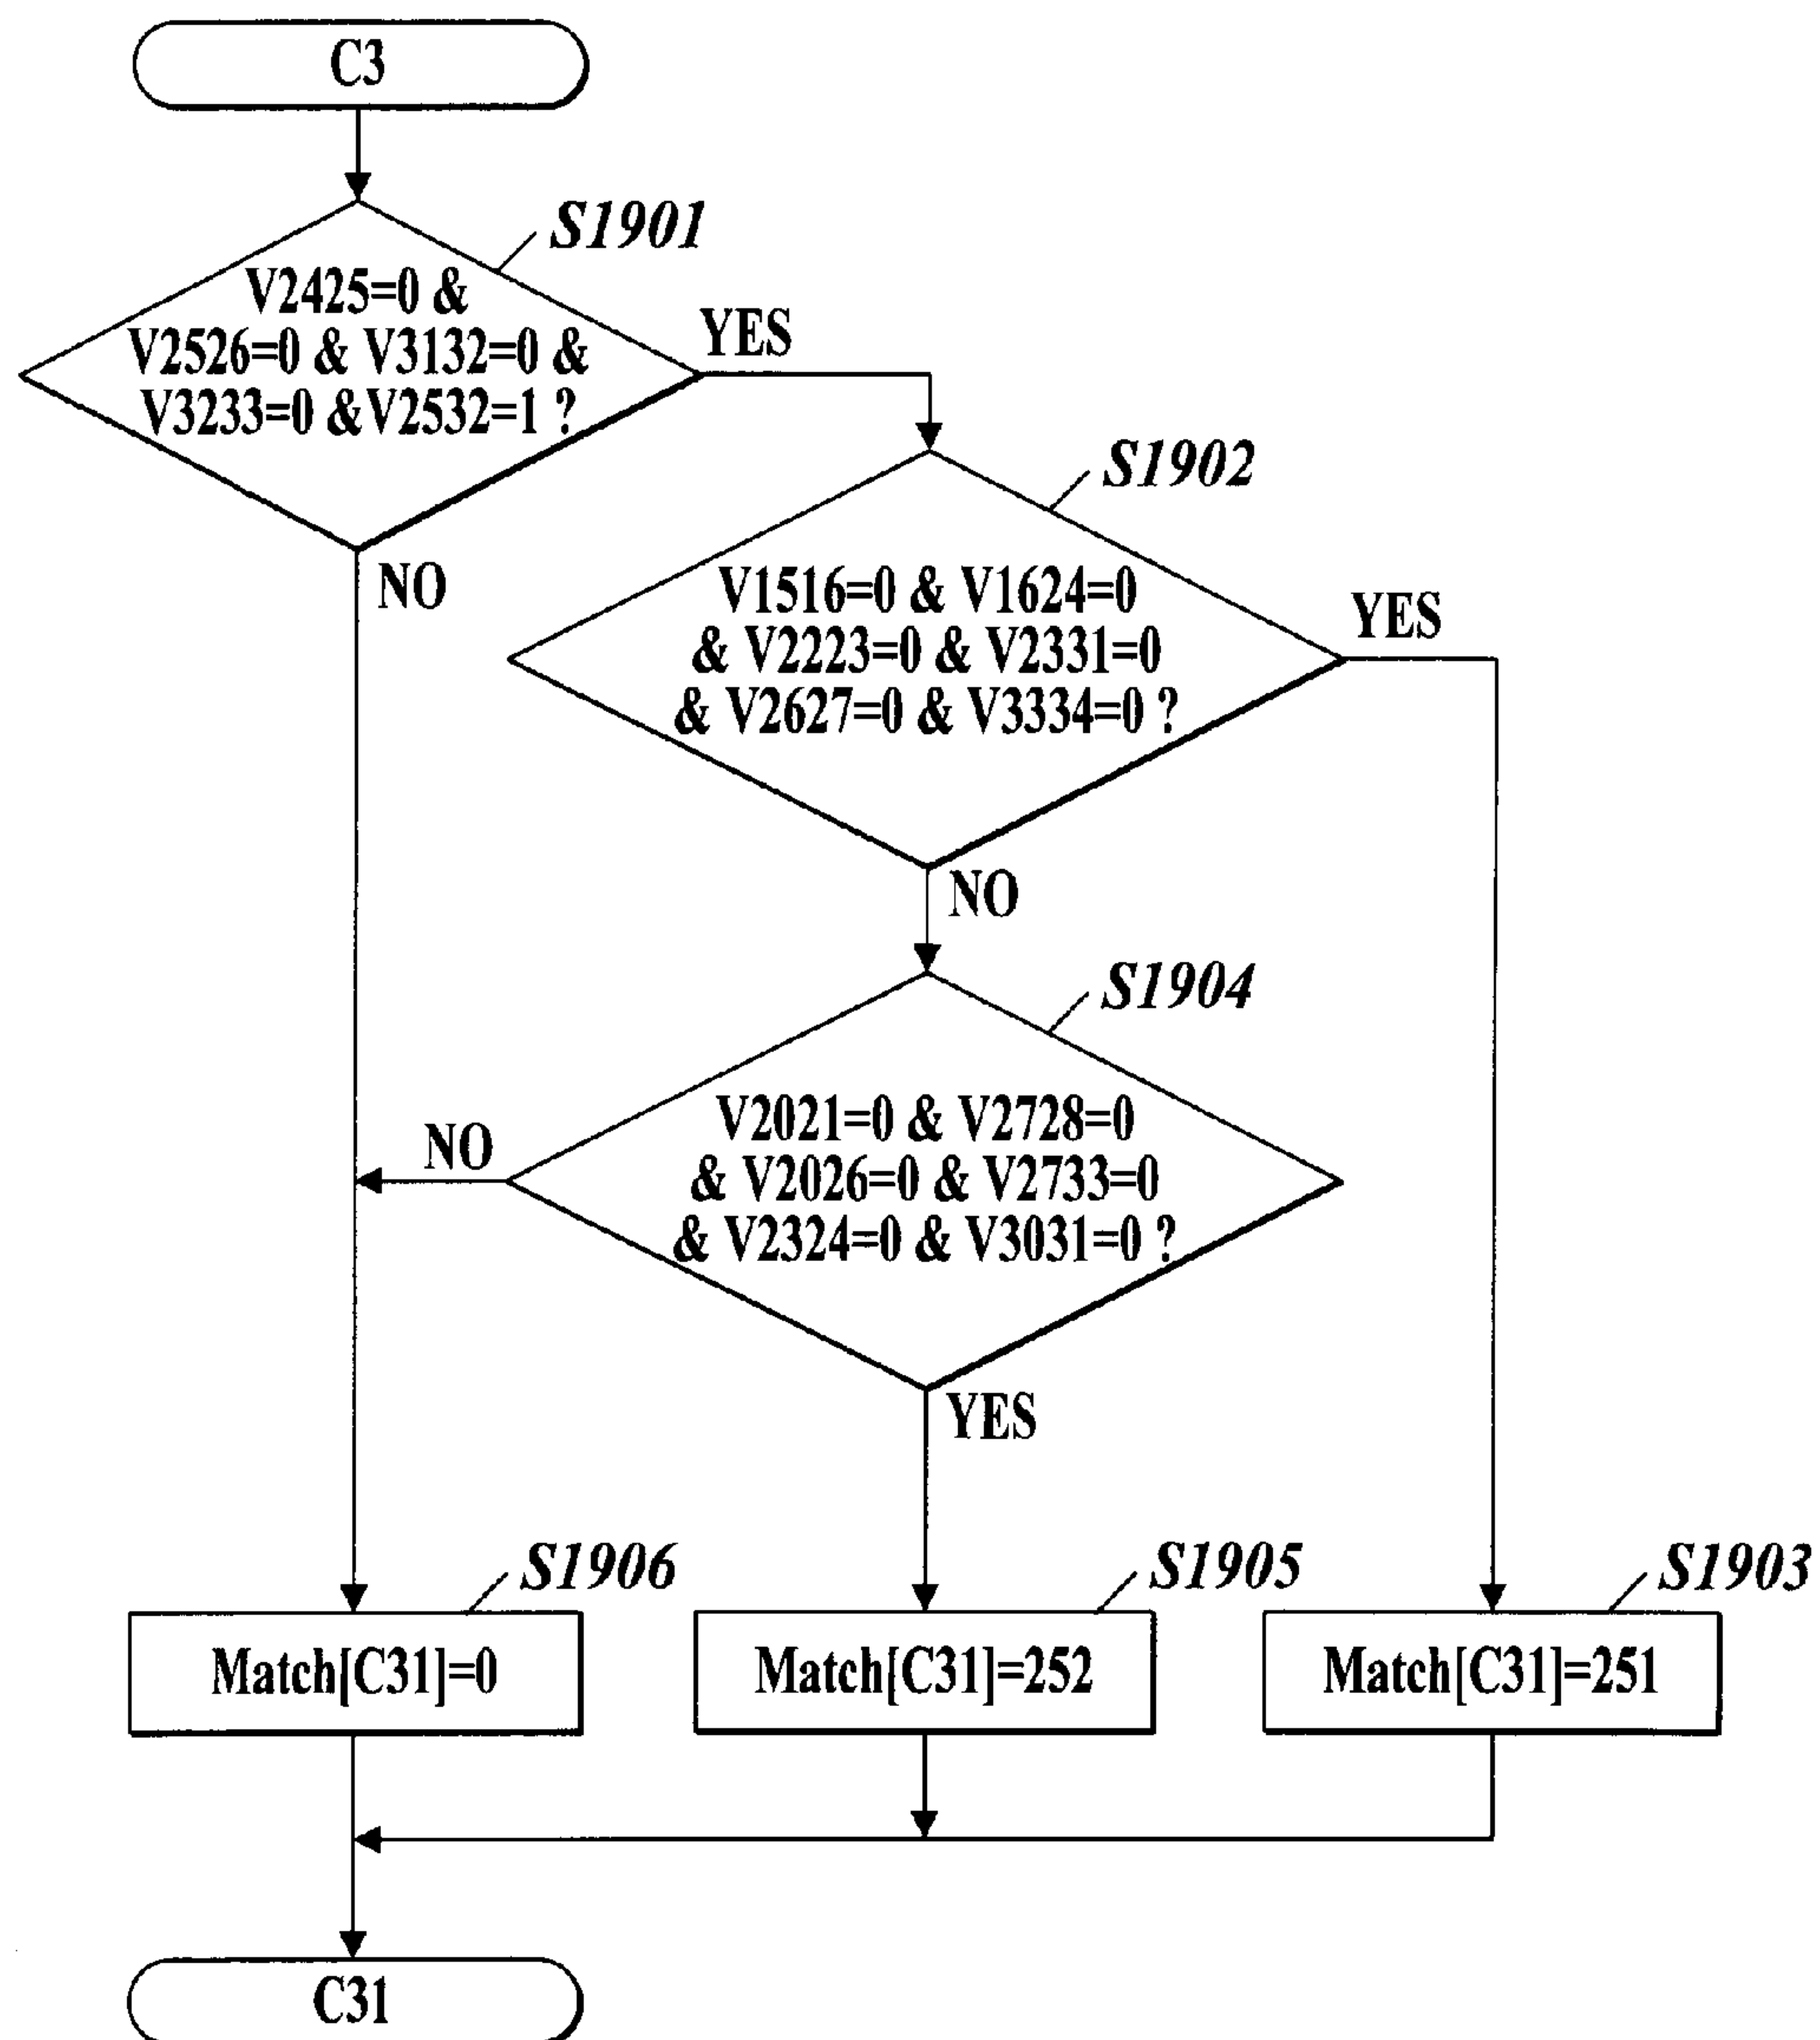 C3
S1901
V2425=0 &
V2526=0 & V3132=0 &
V3233=0 &V2532=1 ?
YES
NO
S1902
V1516=0 & V1624=0
& V2223=0 & V2331=0
& V2627=0 & V3334=0 ?
YES
NO
S1904
V2021=0 & V2728=0
& V2026=0 & V2733=0
& V2324=0 & V3031=0 ?
NO
YES
S1906
Match[C31]=0
S1905
Match[C31]=252
S1903
Match[C31]=251
C31